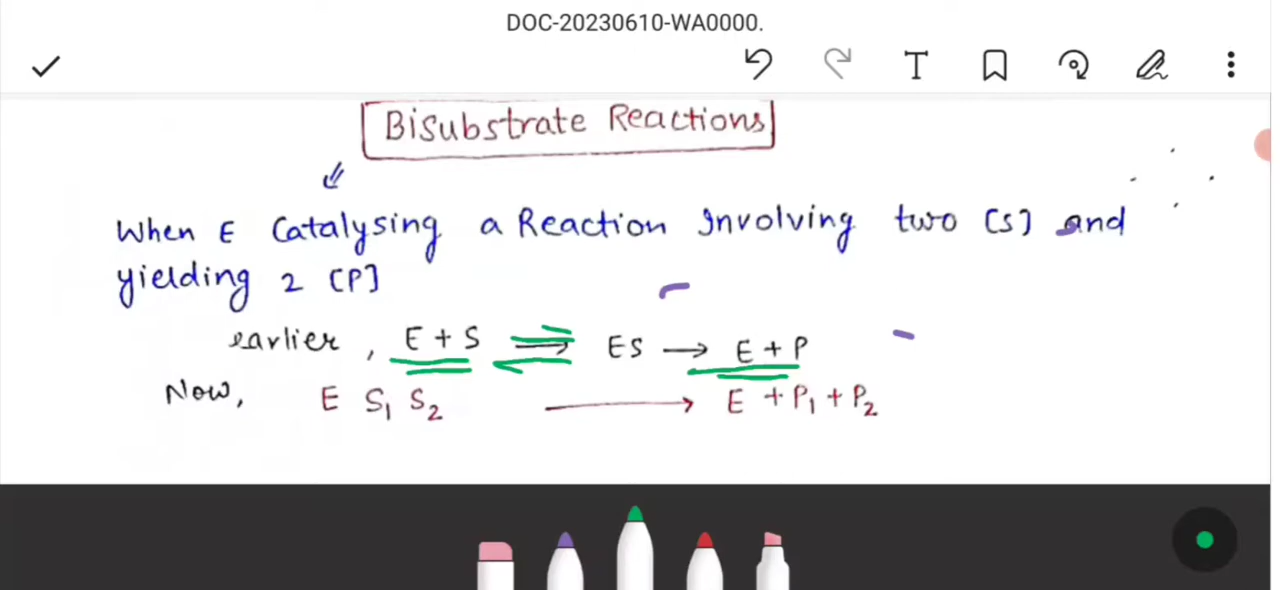 DOC-20230610-WA0000.
T
Bisubstrate Reactions
When E Catalysing a Reaction Involving two [S] and
yielding 2 [P]
earlier, E + S ⇌ ES → E + P
Now, E S₁ S₂ → E + P₁ + P₂